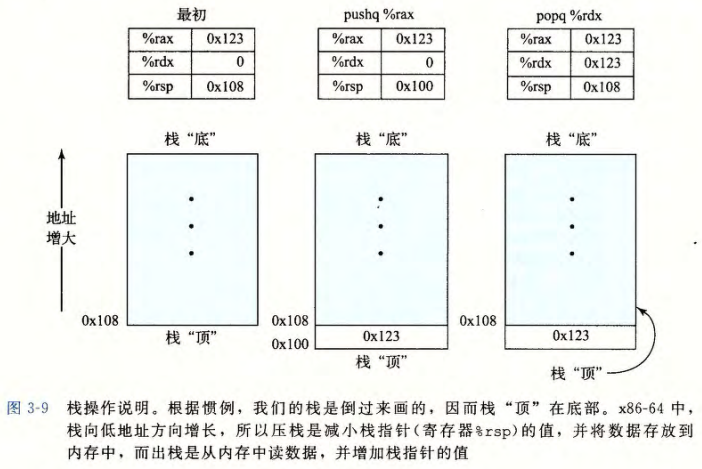 最初 pushq %rax popq %rdx
%rax 0x123 %rax 0x123 %rax 0x123
%rdx 0 %rdx 0 %rdx 0x123
%rsp 0x108 %rsp 0x100 %rsp 0x108
栈“底” 栈“底” 栈“底”
地址
增大
0x108 0x108 0x108
栈“顶” 0x100 0x123 0x123
栈“顶” 栈“顶”
图 3-9 栈操作说明。根据惯例，我们的栈是倒过来画的，因而栈“顶”在底部。x86-64 中，
栈向低地址方向增长，所以压栈是减小栈指针(寄存器%rsp)的值，并将数据存放到
内存中，而出栈是从内存中读数据，并增加栈指针的值